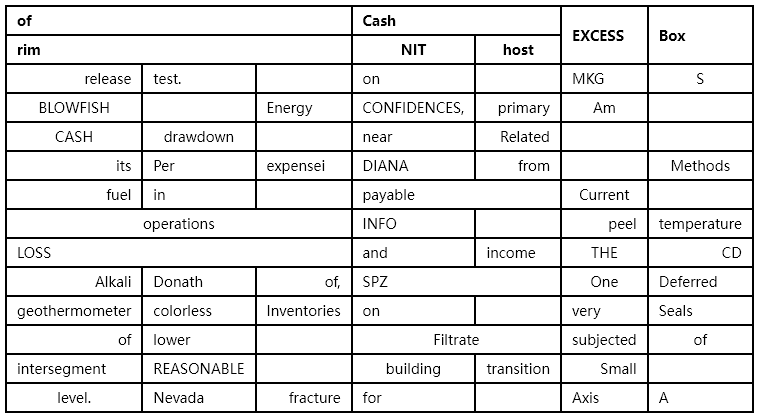 of Cash EXCESS Box
rim NIT host
release test. on MKG S
BLOWFISH Energy CONFIDENCES, primary Am
CASH drawdown near Related
its Per expensei DIANA from Methods
fuel in payable Current
operations INFO peel temperature
LOSS and income THE CD
Alkali Donath of, SPZ One Deferred
geothermometer colorless Inventories on very Seals
of lower Filtrate subjected of
intersegment REASONABLE building transition Small
level. Nevada fracture for Axis A